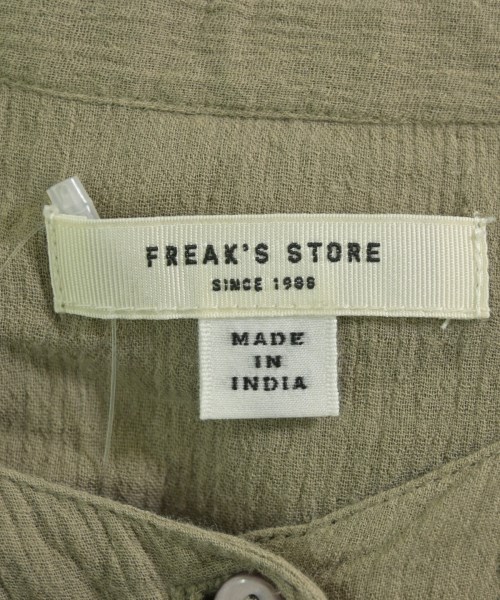 FREAK'S STORE
SINCE 1986
MADE
IN
INDIA